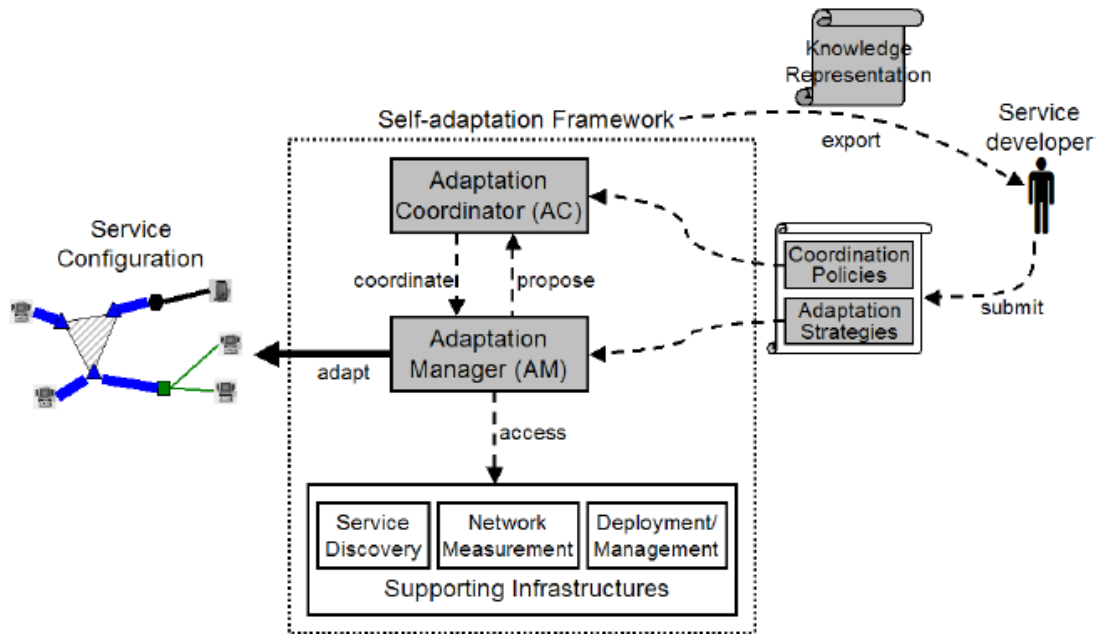 Knowledge
Representation
Self-adaptation Framework
export
Service
developer
Adaptation
Coordinator (AC)
Service
Configuration
coordinate
propose
Coordination
Policies
Adaptation
Strategies
submit
Adaptation
Manager (AM)
adapt
access
Service
Discovery
Network
Measurement
Deployment/
Management
Supporting Infrastructures